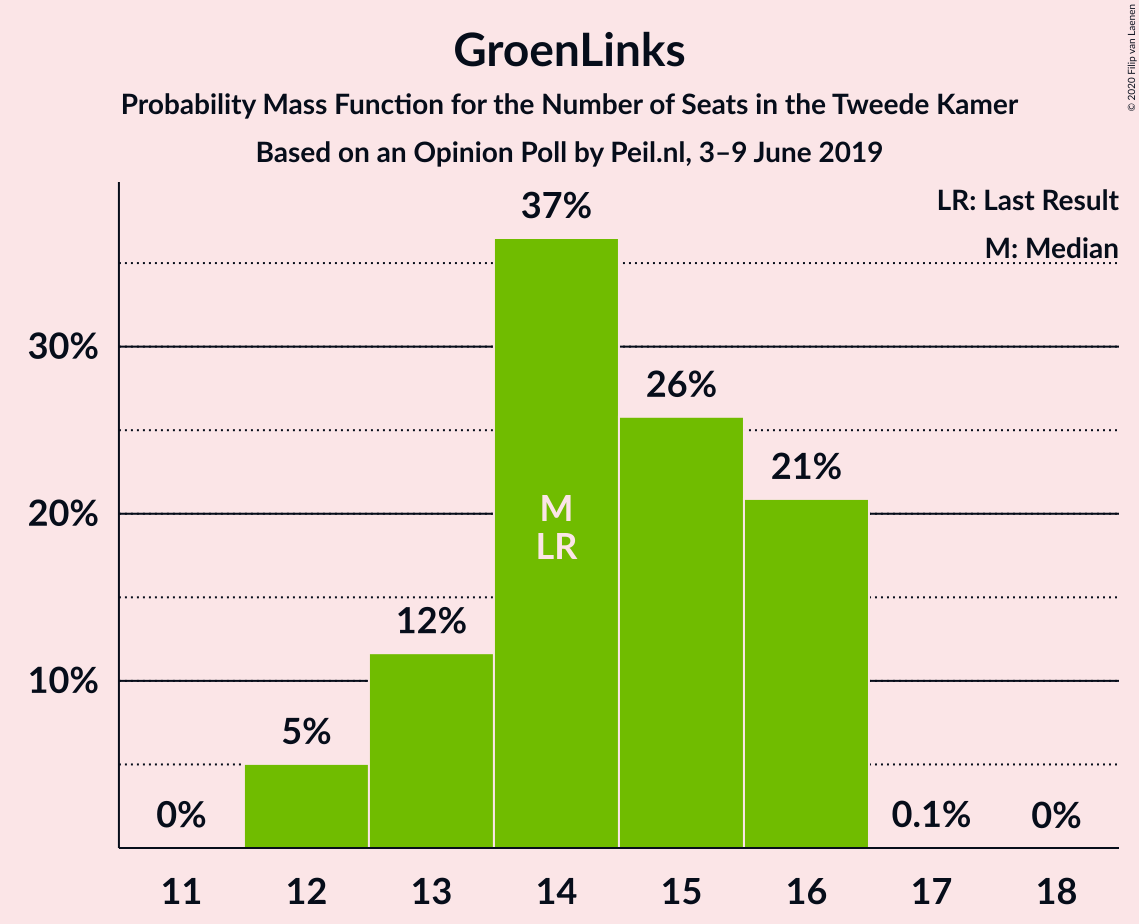 GroenLinks
Probability Mass Function for the Number of Seats in the Tweede Kamer
Based on an Opinion Poll by Peil.nl, 3–9 June 2019
© 2020 Filip van Laenen
LR: Last Result
M: Median
37%
30%
26%
21%
20%
M
LR
12%
10%
5%
0%
0.1%
0%
11 12 13 14 15 16 17 18